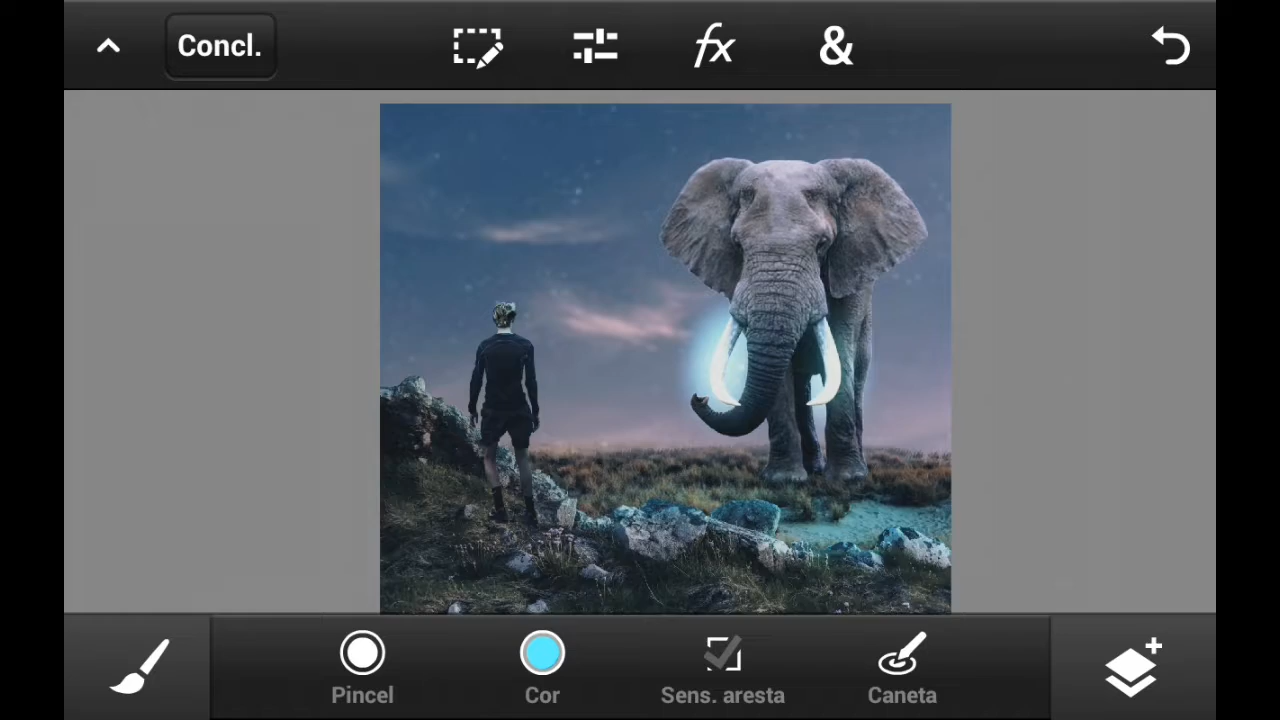 Concl.
fx
&
Pincel
Cor
Sens. aresta
Caneta